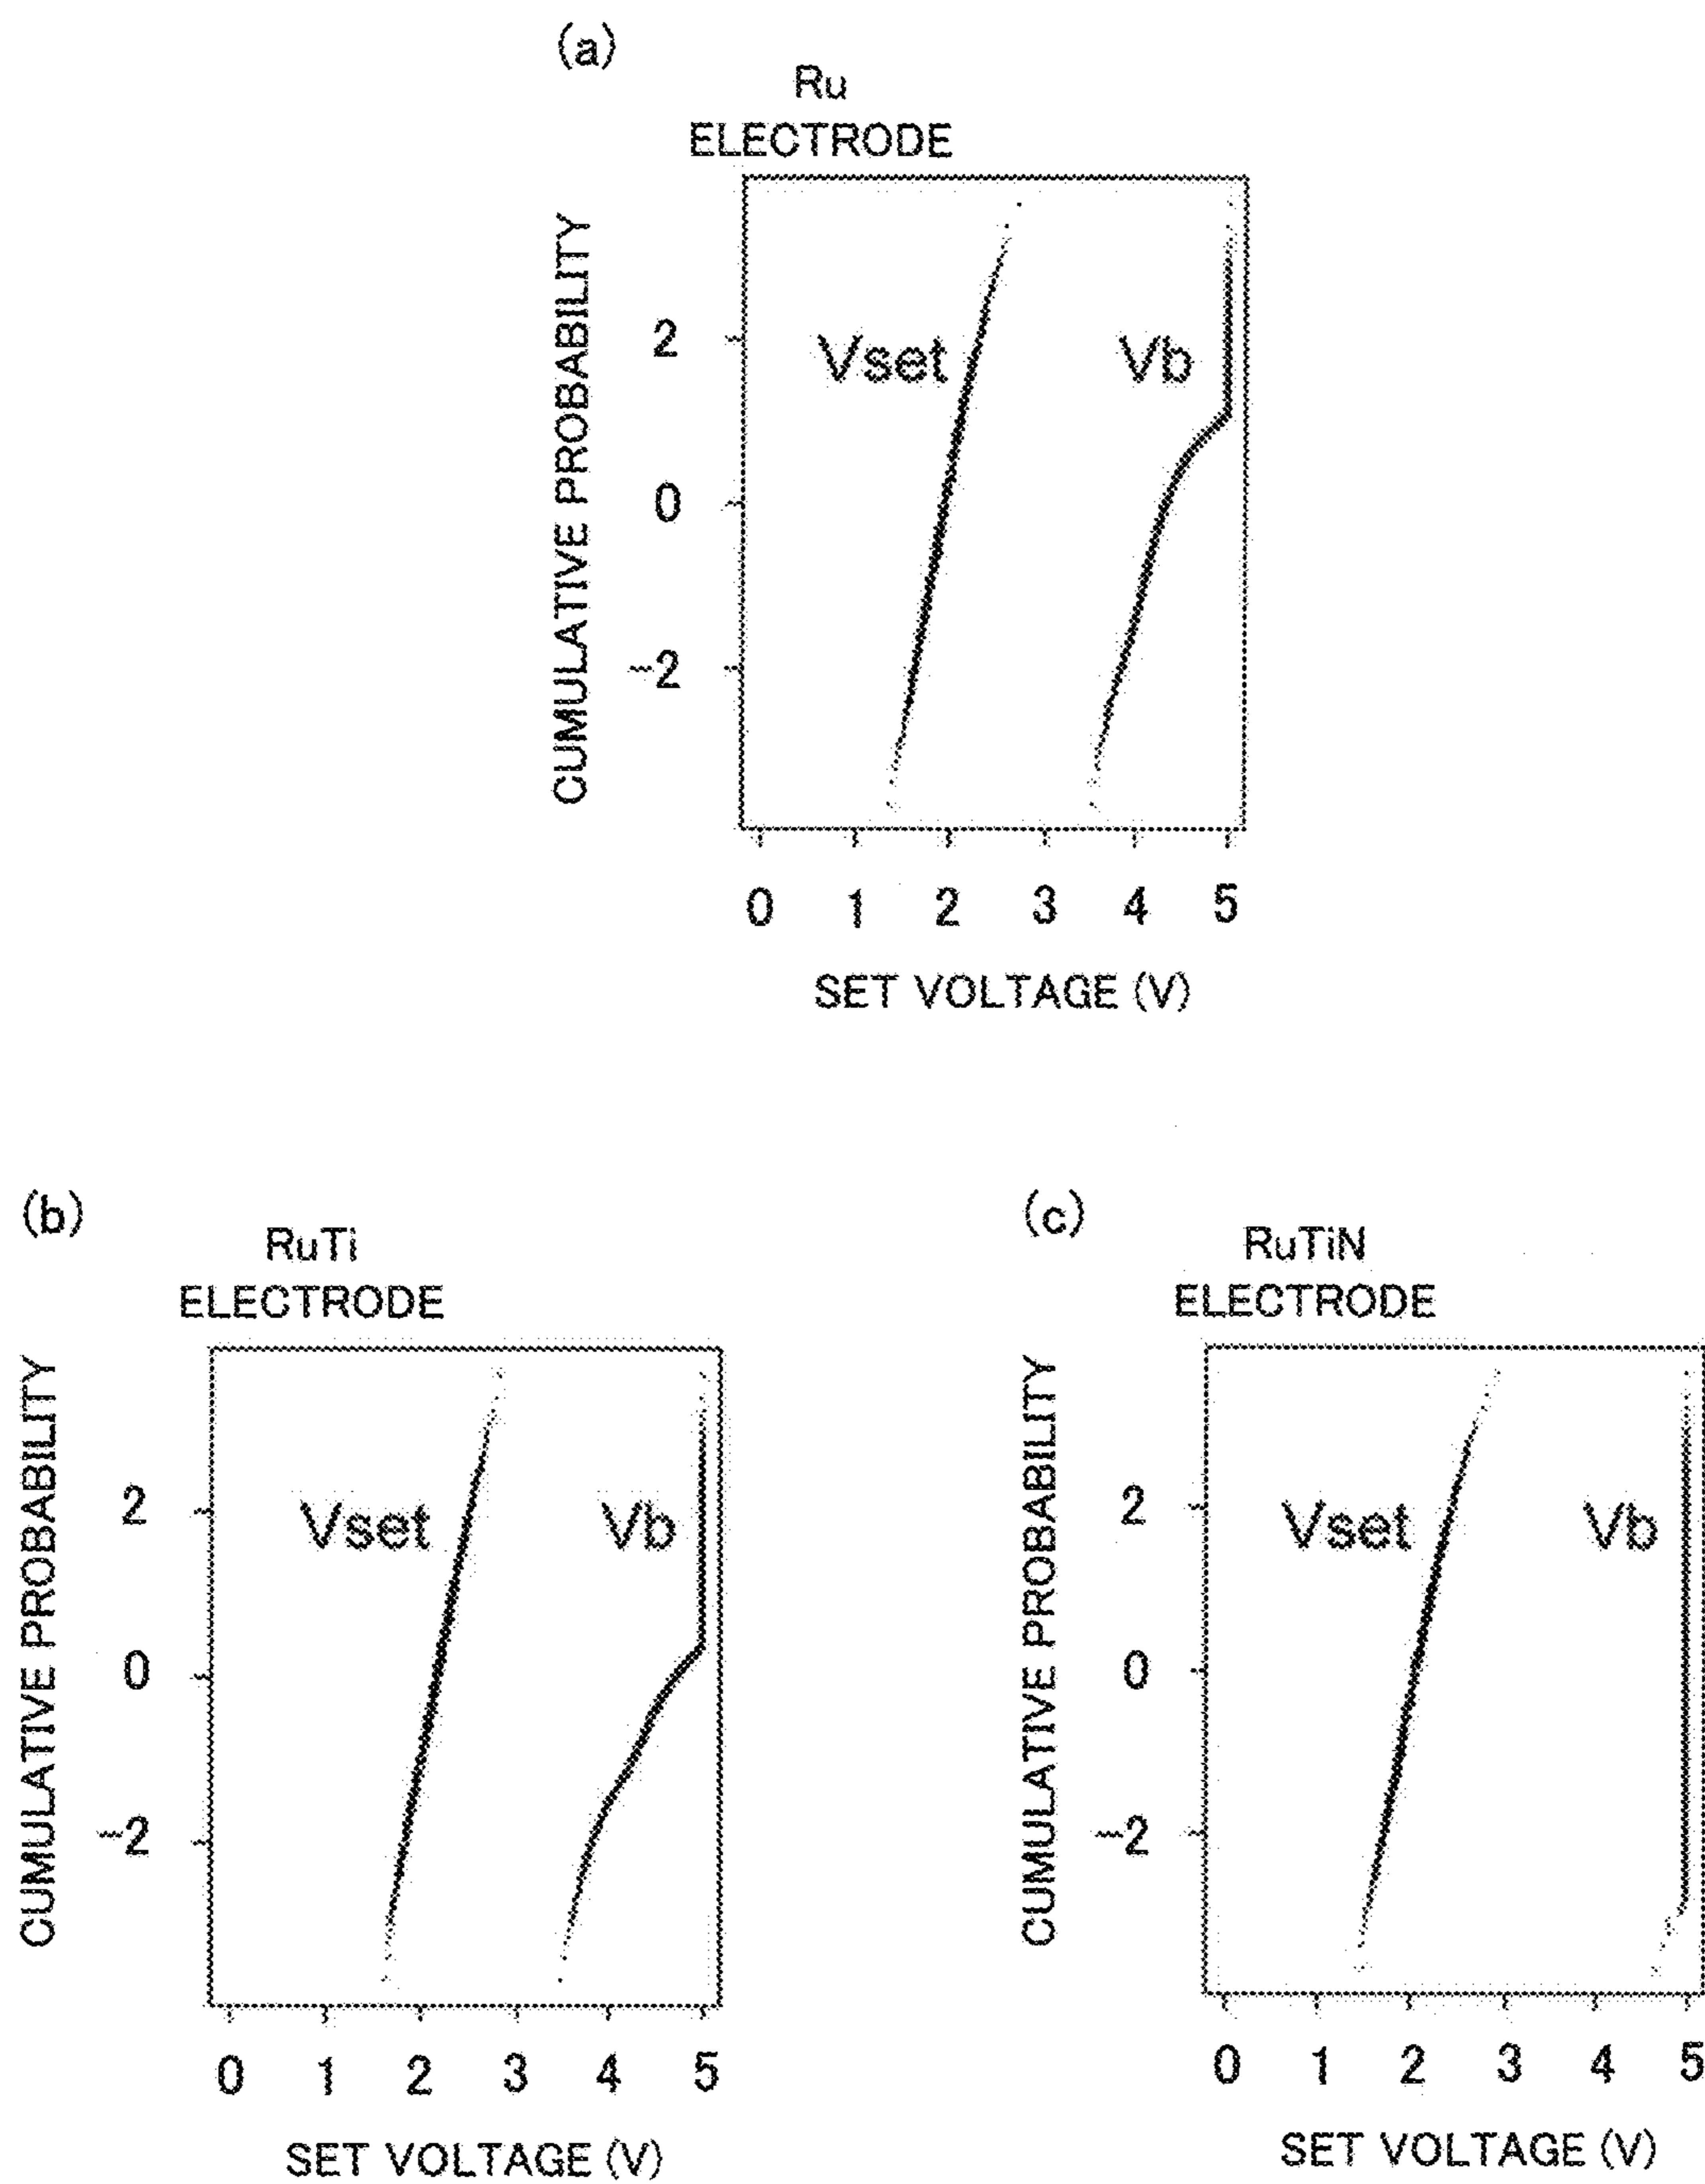 (a)
Ru
ELECTRODE
CUMULATIVE PROBABILITY
2
0
-2
Vset
Vb
0 1 2 3 4 5
SET VOLTAGE (V)
(b)
RuTi
ELECTRODE
CUMULATIVE PROBABILITY
2
0
-2
Vset
Vb
0 1 2 3 4 5
SET VOLTAGE (V)
(c)
RuTiN
ELECTRODE
CUMULATIVE PROBABILITY
2
0
-2
Vset
Vb
0 1 2 3 4 5
SET VOLTAGE (V)